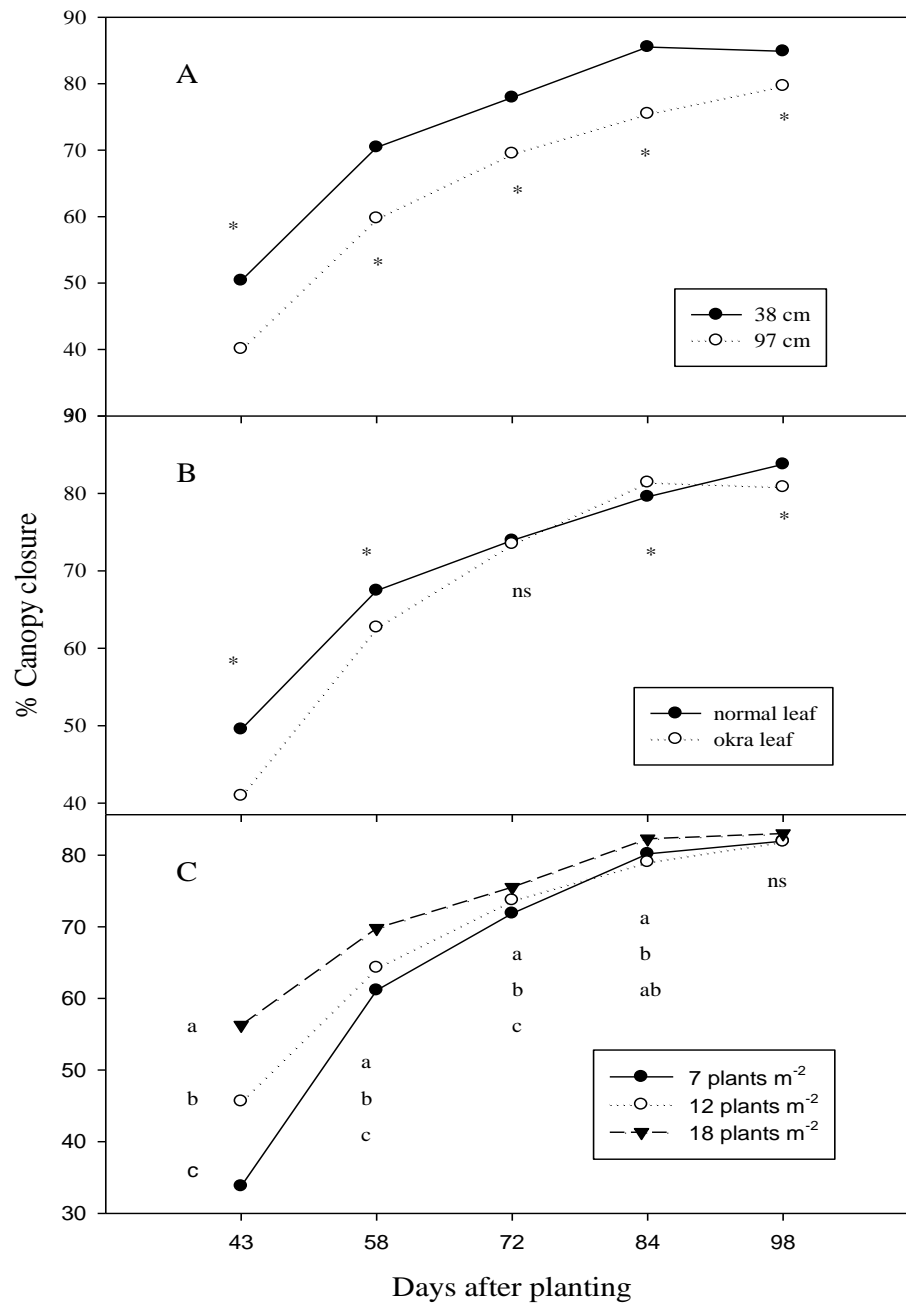 90
A
80
70
*
*
*
*
60
*
50
38 cm
97 cm
40
30
90
B
80
*
*
*
70
ns
60
*
50
normal leaf
okra leaf
40
% Canopy closure
80
C
ns
70
a
a
b
b
ab
60
c
a
a
b
c
50
b
7 plants m⁻²
12 plants m⁻²
18 plants m⁻²
40
c
30
43 58 72 84 98
Days after planting